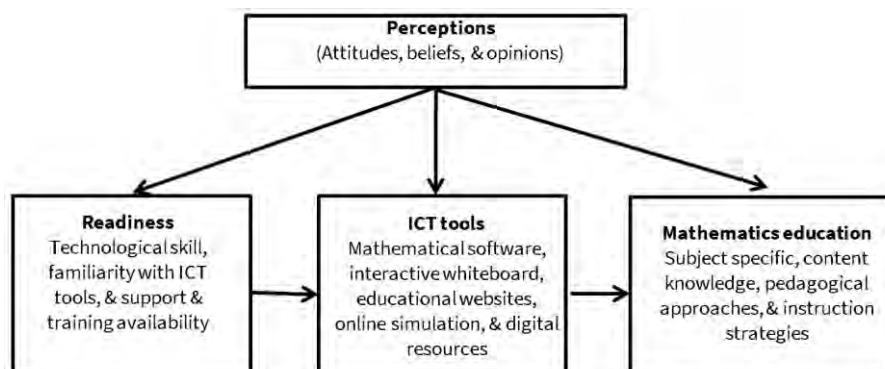 Perceptions
(Attitudes, beliefs, & opinions)
Readiness
Technological skill,
familiarity with ICT
tools, & support &
training availability
ICT tools
Mathematical software,
interactive whiteboard,
educational websites,
online simulation, & digital
resources
Mathematics education
Subject specific, content
knowledge, pedagogical
approaches, & instruction
strategies